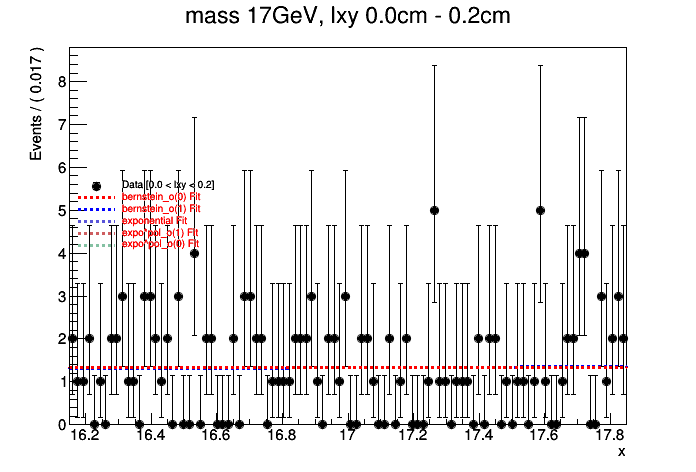 mass 17GeV, lxy 0.0cm - 0.2cm
Events / ( 0.017 )
8
7
6
5
4
3
2
1
0
Data [0.0 < lxy < 0.2]
bernstein_o(0) Fit
bernstein_o(1) Fit
exponential Fit
expo*pol_o(1) Fit
expo*pol_o(0) Fit
16.2 16.4 16.6 16.8 17 17.2 17.4 17.6 17.8
x